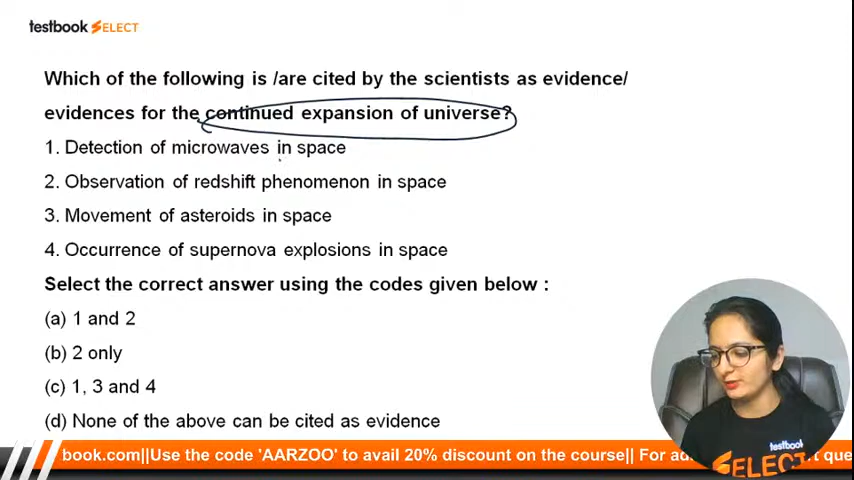 testbook SELECT
Which of the following is /are cited by the scientists as evidence/
evidences for the continued expansion of universe?
1. Detection of microwaves in space
2. Observation of redshift phenomenon in space
3. Movement of asteroids in space
4. Occurrence of supernova explosions in space
Select the correct answer using the codes given below :
(a) 1 and 2
(b) 2 only
(c) 1, 3 and 4
(d) None of the above can be cited as evidence
testbook
SELECT
book.com||Use the code 'AARZOO' to avail 20% discount on the course|| For